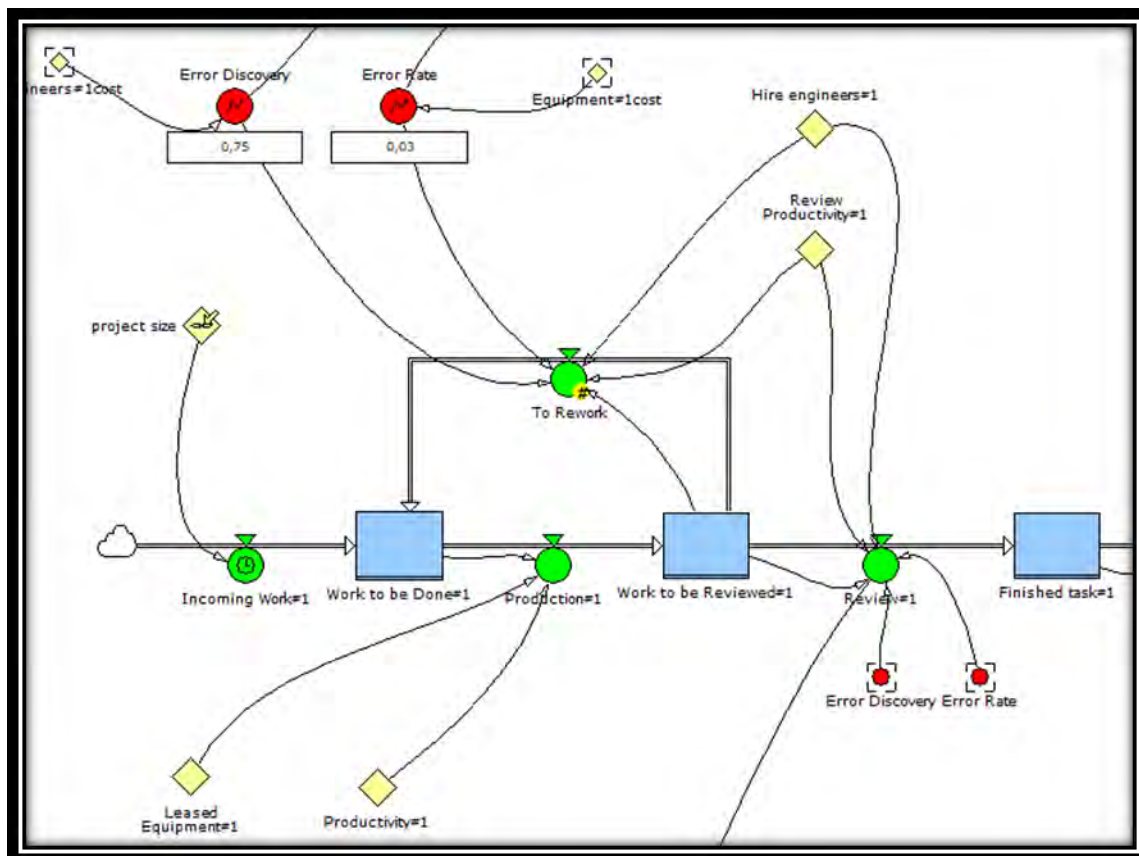 Error Discovery
Error Rate
ineers#1cost
Equipment#1cost
Hire engineers#1
0,75
0,03
Review
Productivity#1
project size
#
To Rework
Incoming Work#1
Work to be Done#1
Production#1
Work to be Reviewed#1
Review#1
Finished task#1
Error Discovery
Error Rate
Leased
Equipment#1
Productivity#1